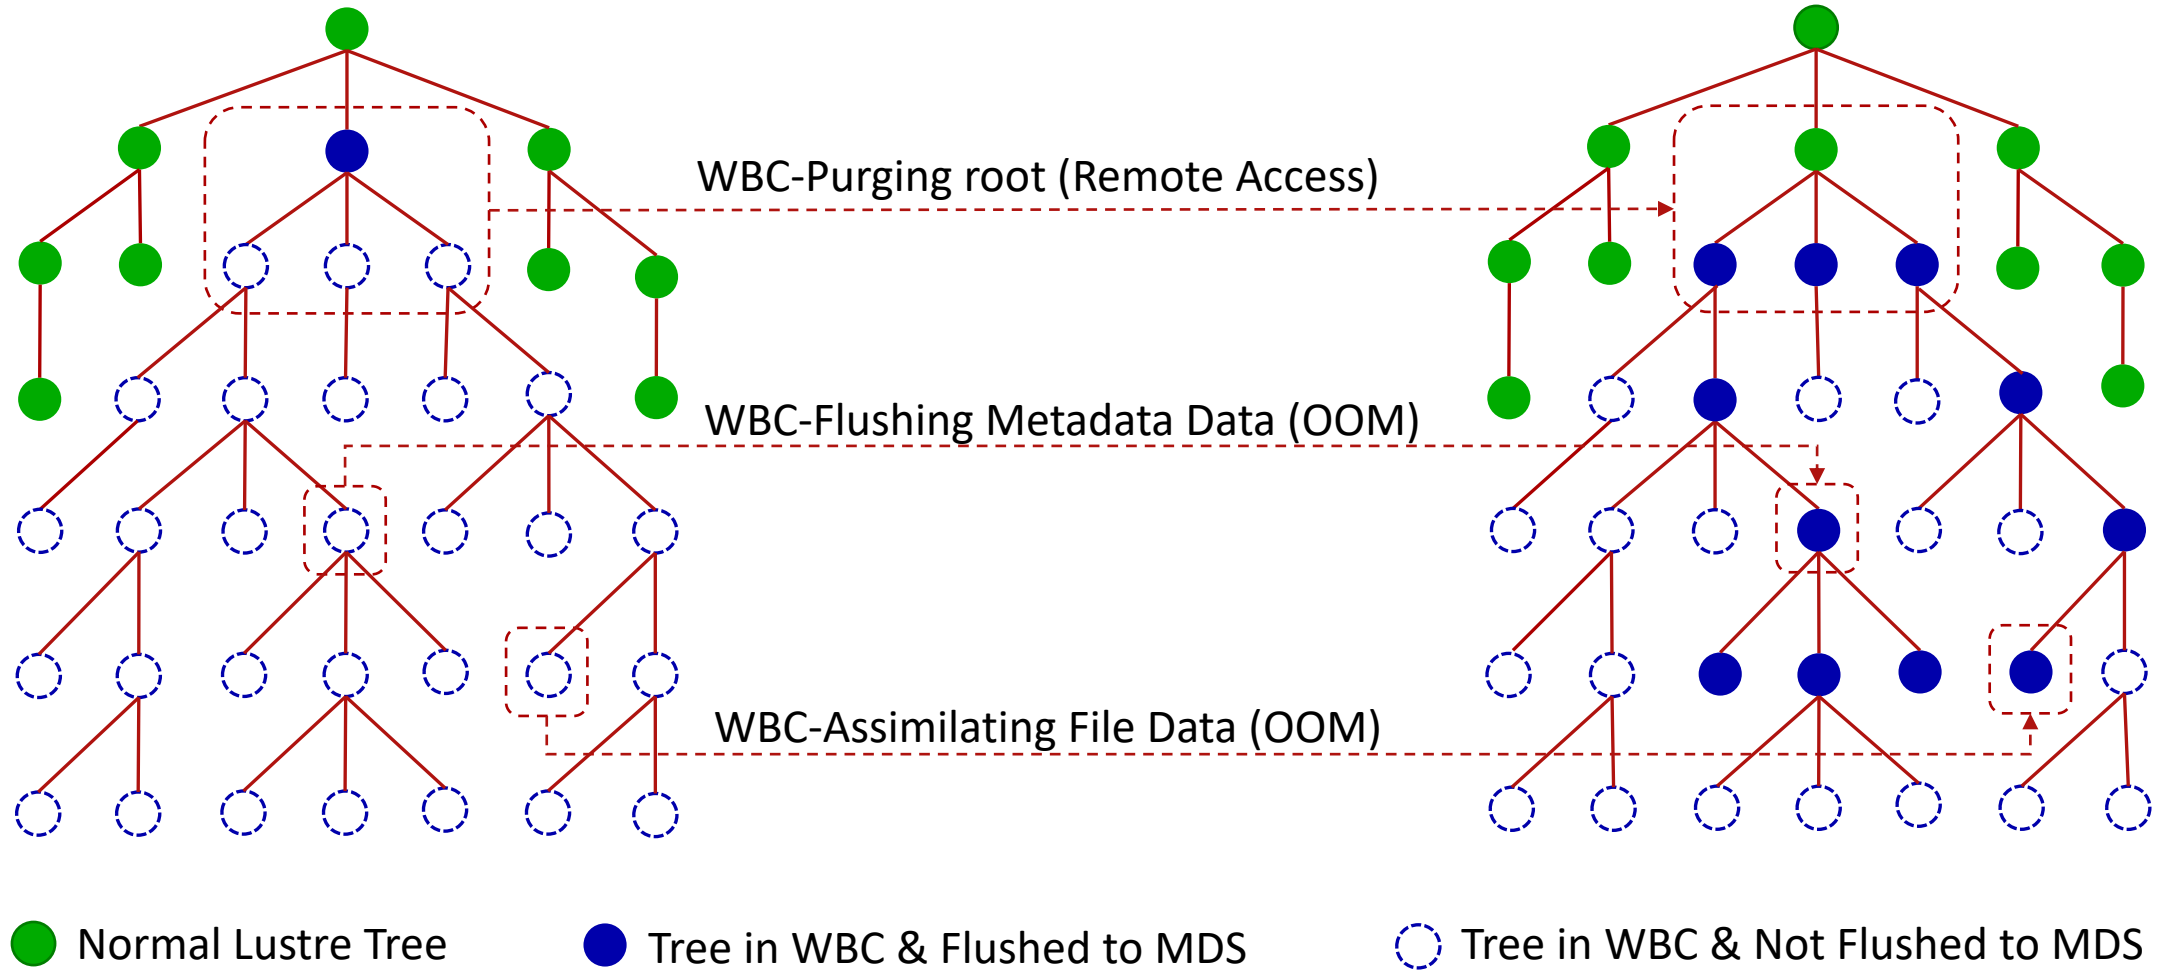 WBC-Purging root (Remote Access)
WBC-Flushing Metadata Data (OOM)
WBC-Assimilating File Data (OOM)
Normal Lustre Tree
Tree in WBC & Flushed to MDS
Tree in WBC & Not Flushed to MDS